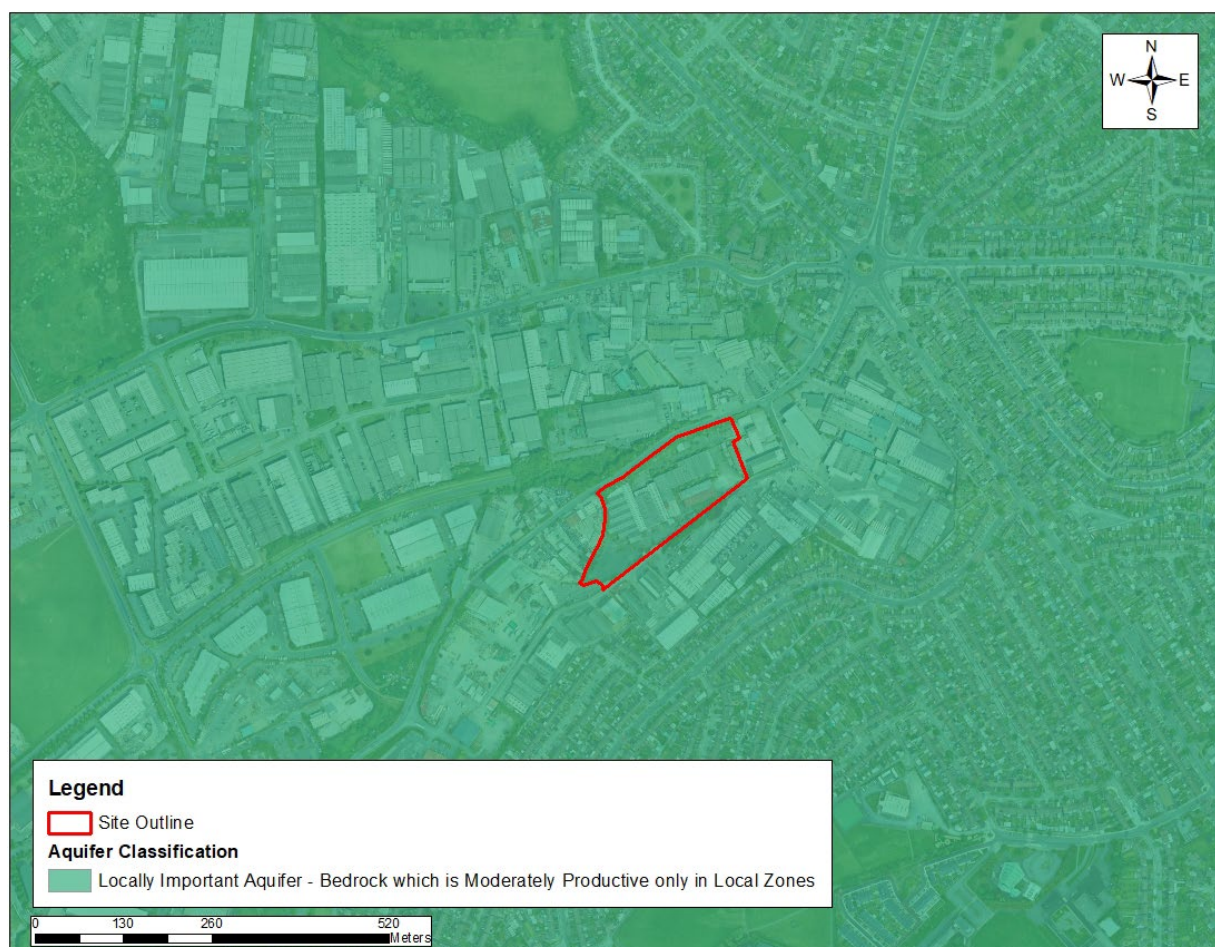 N
W E
S
Legend
Site Outline
Aquifer Classification
Locally Important Aquifer - Bedrock which is Moderately Productive only in Local Zones
0 130 260 520
Meters